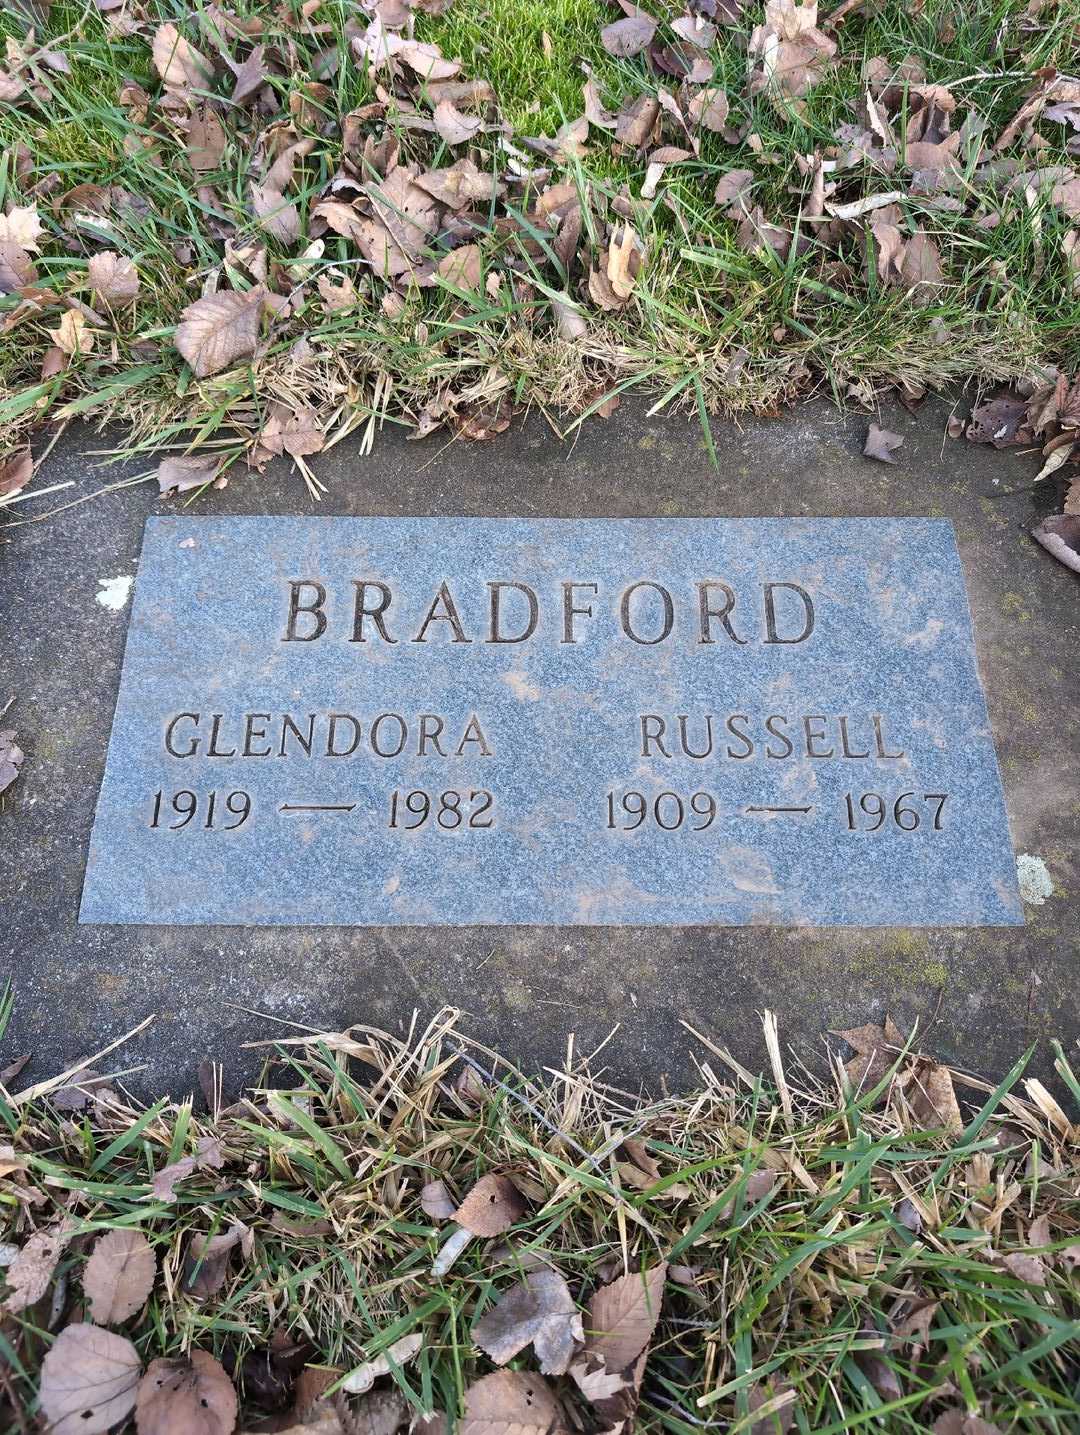 BRADFORD
GLENDORA RUSSELL
1919 — 1982 1909 — 1967